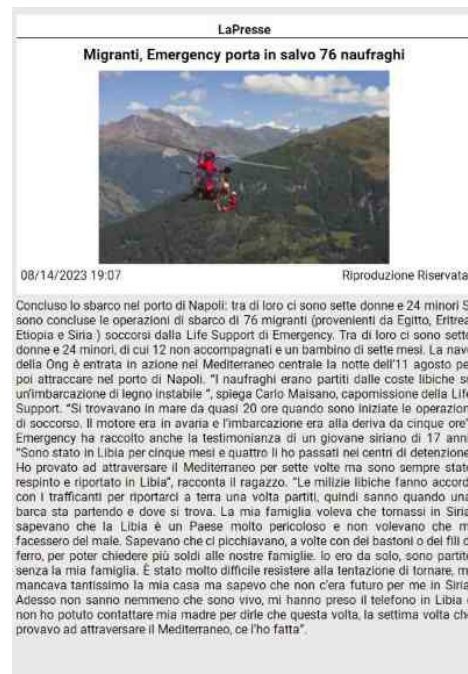 LaPresse
Migranti, Emergency porta in salvo 76 naufraghi
08/14/2023 19:07
Riproduzione Riservata
Concluso lo sbarco nel porto di Napoli: tra di loro ci sono sette donne e 24 minori S
sono concluse le operazioni di sbarco di 76 migranti (provenienti da Egitto, Eritrea
Etiopia e Siria ) soccorsi dalla Life Support di Emergency. Tra di loro ci sono sette
donne e 24 minori, di cui 12 non accompagnati e un bambino di sette mesi. La nave
della Ong è entrata in azione nel Mediterraneo centrale la notte dell'11 agosto pe
poi attraccare nel porto di Napoli. "I naufraghi erano partiti dalle coste libiche su
un'imbarcazione di legno instabile ", spiega Carlo Maisano, capomissione della Life
Support. "Si trovavano in mare da quasi 20 ore quando sono iniziate le operazion
di soccorso. Il motore era in avaria e l'imbarcazione era alla deriva da cinque ore"
Emergency ha raccolto anche la testimonianza di un giovane siriano di 17 anni
"Sono stato in Libia per cinque mesi e quattro li ho passati nei centri di detenzione
Ho provato ad attraversare il Mediterraneo per sette volte ma sono sempre stato
respinto e riportato in Libia", racconta il ragazzo. "Le milizie libiche fanno accord
con i trafficanti per riportarci a terra una volta partiti, quindi sanno quando una
barca sta partendo e dove si trova. La mia famiglia voleva che tornassi in Siria
sapevano che la Libia è un Paese molto pericoloso e non volevano che m
facessero del male. Sapevano che ci picchiavano, a volte con dei bastoni o dei fili d
ferro, per poter chiedere più soldi alle nostre famiglie. Io ero da solo, sono partito
senza la mia famiglia. È stato molto difficile resistere alla tentazione di tornare, m
mancava tantissimo la mia casa ma sapevo che non c'era futuro per me in Siria
Adesso non sanno nemmeno che sono vivo, mi hanno preso il telefono in Libia e
non ho potuto contattare mia madre per dirle che questa volta, la settima volta che
provavo ad attraversare il Mediterraneo, ce l'ho fatta".